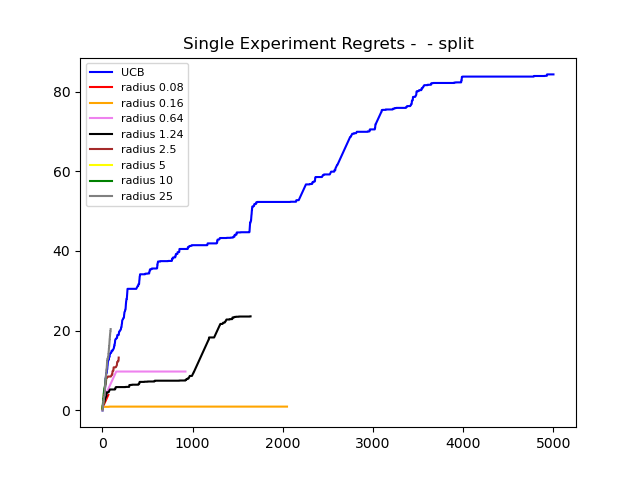 Single Experiment Regrets -  - split
UCB
radius 0.08
radius 0.16
radius 0.64
radius 1.24
radius 2.5
radius 5
radius 10
radius 25
80
60
40
20
0
0 1000 2000 3000 4000 5000